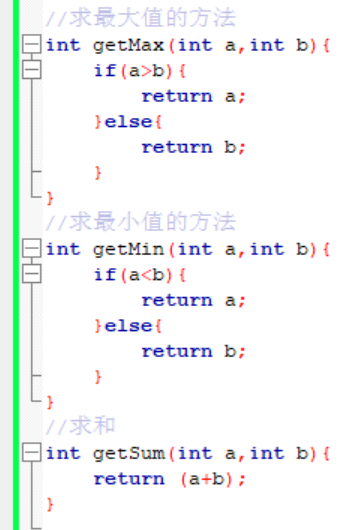 //求最大值的方法
int getMax(int a,int b){
    if(a>b){
        return a;
    }else{
        return b;
    }
}
//求最小值的方法
int getMin(int a,int b){
    if(a<b){
        return a;
    }else{
        return b;
    }
}
//求和
int getSum(int a,int b){
    return (a+b);
}